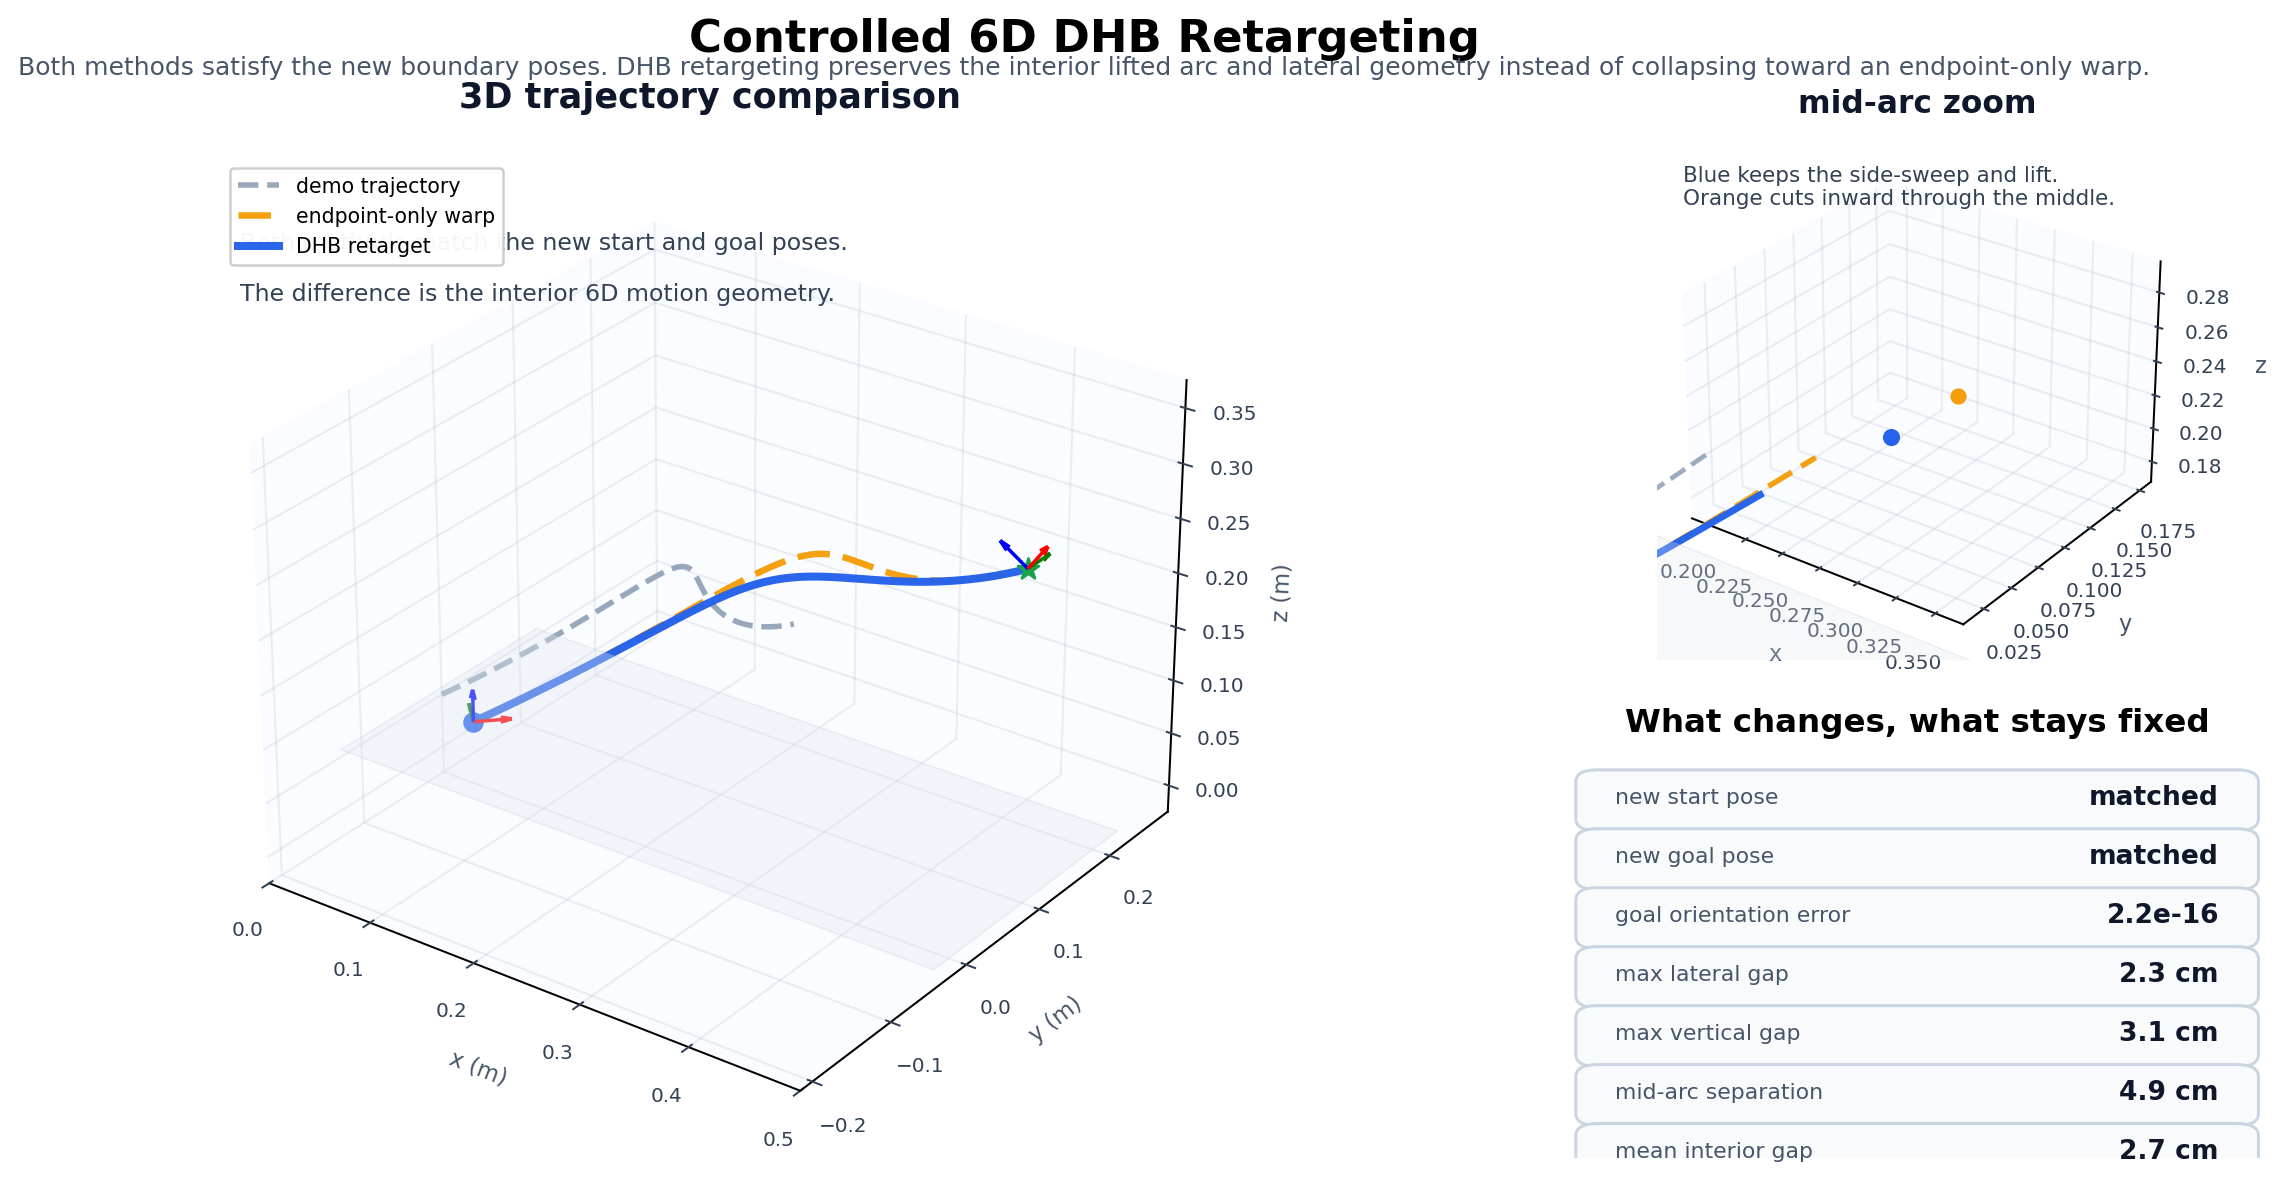 Controlled 6D DHB Retargeting
Both methods satisfy the new boundary poses. DHB retargeting preserves the interior lifted arc and lateral geometry instead of collapsing toward an endpoint-only warp.
3D trajectory comparison
demo trajectory
endpoint-only warp
DHB retarget
Both methods match the new start and goal poses.
The difference is the interior 6D motion geometry.
0.35
0.30
0.25
0.20
0.15
0.10
0.05
0.00
z (m)
0.0
0.1
0.2
0.3
0.4
0.5
x (m)
−0.2
−0.1
0.0
0.1
0.2
y (m)
mid-arc zoom
Blue keeps the side-sweep and lift.
Orange cuts inward through the middle.
0.28
0.26
0.24
0.22
0.20
0.18
z
0.200
0.225
0.250
0.275
0.300
0.325
0.350
x
0.175
0.150
0.125
0.100
0.075
0.050
0.025
y
What changes, what stays fixed
new start pose matched
new goal pose matched
goal orientation error 2.2e-16
max lateral gap 2.3 cm
max vertical gap 3.1 cm
mid-arc separation 4.9 cm
mean interior gap 2.7 cm